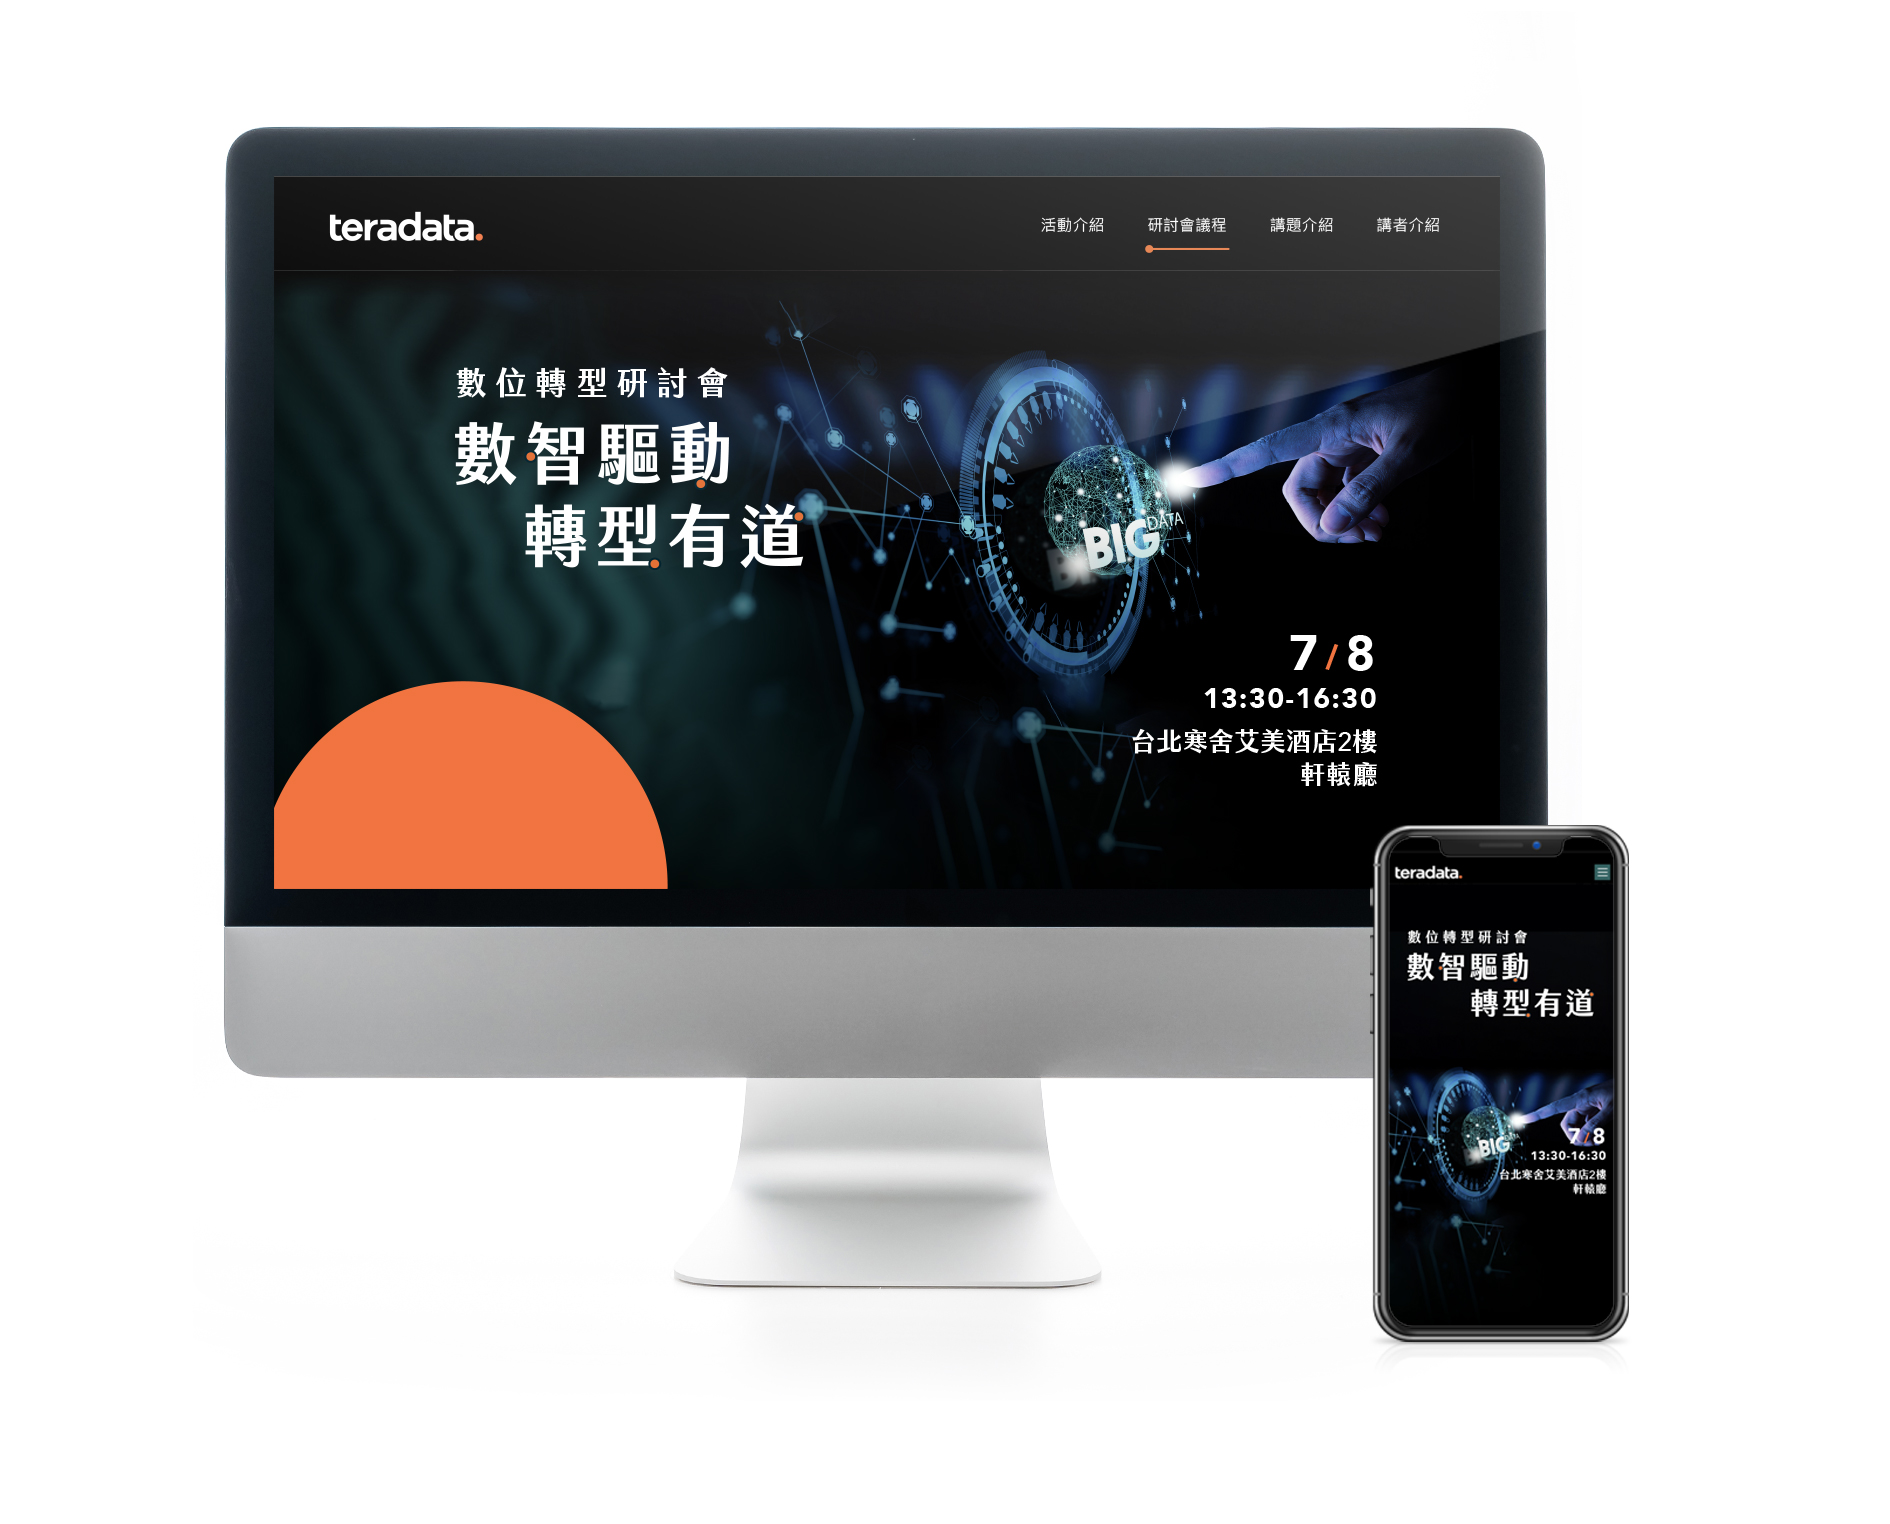 teradata.
活動介紹 研討會議程 講題介紹 講者介紹
數位轉型研討會
數智驅動
轉型有道
BIG DATA
BI
7/8
13:30-16:30
台北寒舍艾美酒店2樓
軒轅廳
teradata.
數位轉型研討會
數智驅動
轉型有道
BIG
7/8
13:30-16:30
台北寒舍艾美酒店2樓
軒轅廳